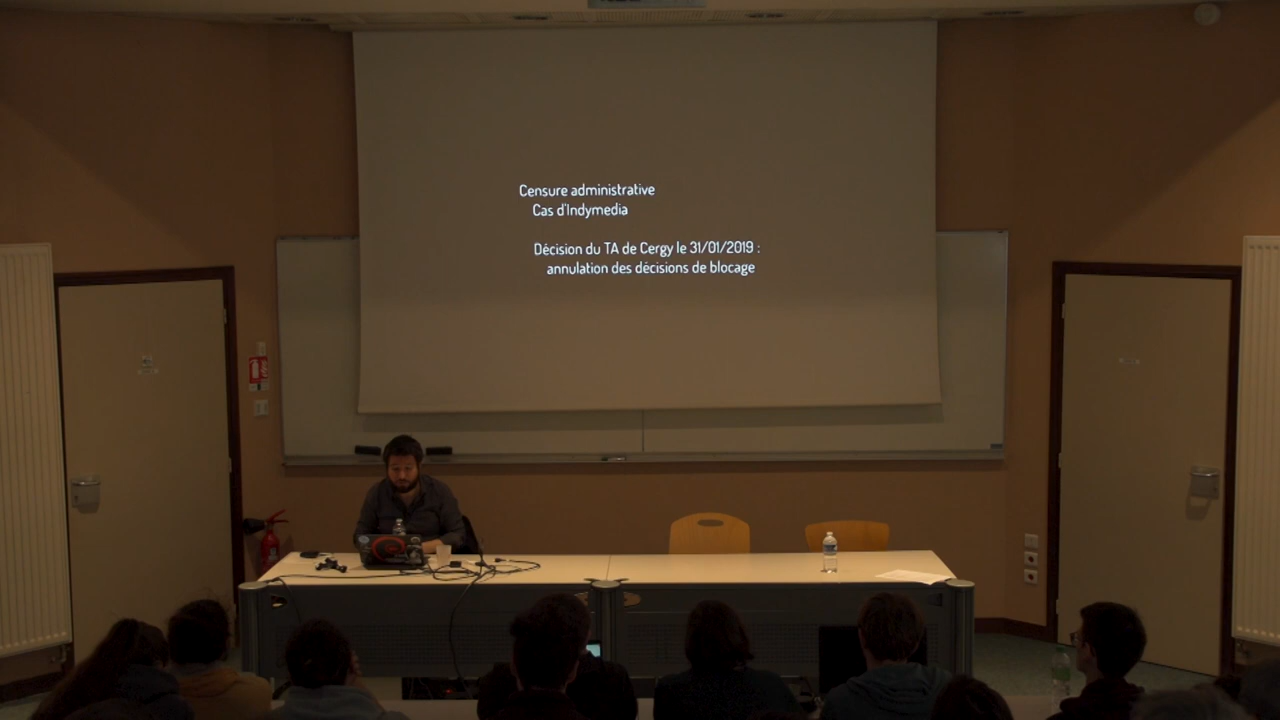 Censure administrative
Cas d'Indymedia
Décision du TA de Cergy le 31/01/2019 :
annulation des décisions de blocage